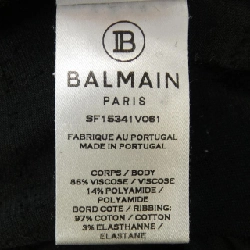 B
BALMAIN
PARIS
SF15341V081
FABRIQUE AU PORTUGAL
MADE IN PORTUGAL
CORPS / BODY
86% VISCOSE / VISCOSE
14% POLYAMIDE /
POLYAMIDE
BORD COTE / RIBBING:
97% COTON / COTTON
3% ELASTHANNE /
ELASTANE